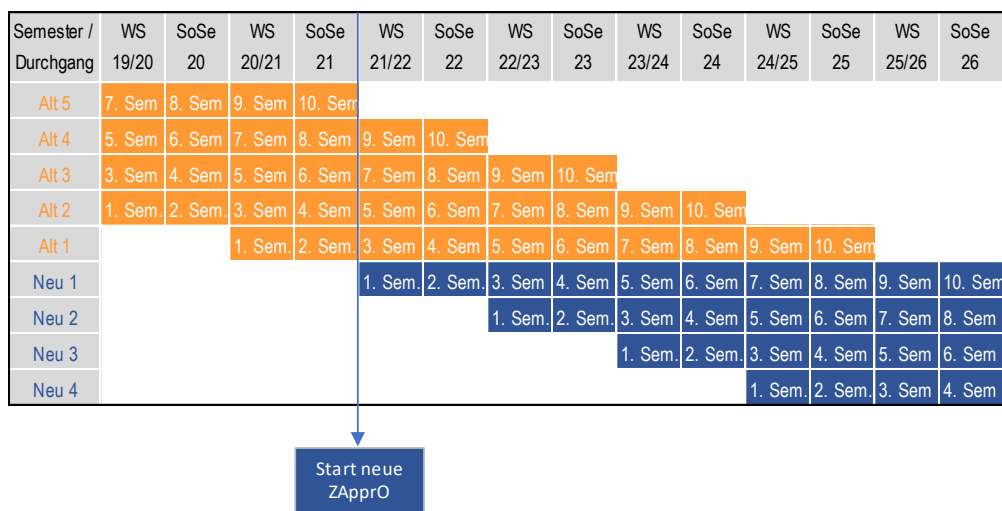 Semester / WS SoSe WS SoSe WS SoSe WS SoSe WS SoSe WS SoSe WS SoSe
Durchgang 19/20 20 20/21 21 21/22 22 22/23 23 23/24 24 24/25 25 25/26 26
Alt 5 7. Sem 8. Sem 9. Sem 10. Sem
Alt 4 5. Sem 6. Sem 7. Sem 8. Sem 9. Sem 10. Sem
Alt 3 3. Sem 4. Sem 5. Sem 6. Sem 7. Sem 8. Sem 9. Sem 10. Sem
Alt 2 1. Sem. 2. Sem. 3. Sem 4. Sem 5. Sem 6. Sem 7. Sem 8. Sem 9. Sem 10. Sem
Alt 1 1. Sem. 2. Sem. 3. Sem 4. Sem 5. Sem 6. Sem 7. Sem 8. Sem 9. Sem 10. Sem
Neu 1 1. Sem. 2. Sem. 3. Sem 4. Sem 5. Sem 6. Sem 7. Sem 8. Sem 9. Sem 10. Sem
Neu 2 1. Sem. 2. Sem. 3. Sem 4. Sem 5. Sem 6. Sem 7. Sem 8. Sem
Neu 3 1. Sem. 2. Sem. 3. Sem 4. Sem 5. Sem 6. Sem
Neu 4 1. Sem. 2. Sem. 3. Sem 4. Sem
Start neue
ZApprO